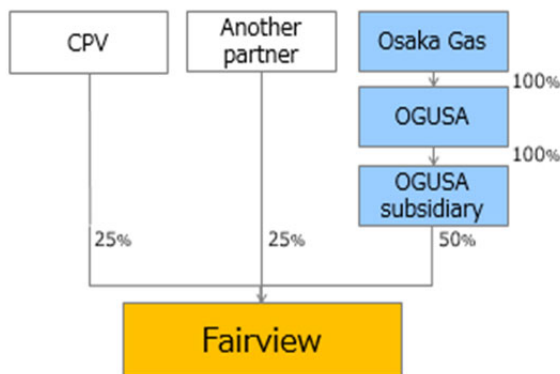 CPV
Another
partner
Osaka Gas
100%
OGUSA
100%
OGUSA
subsidiary
25%
25%
50%
Fairview